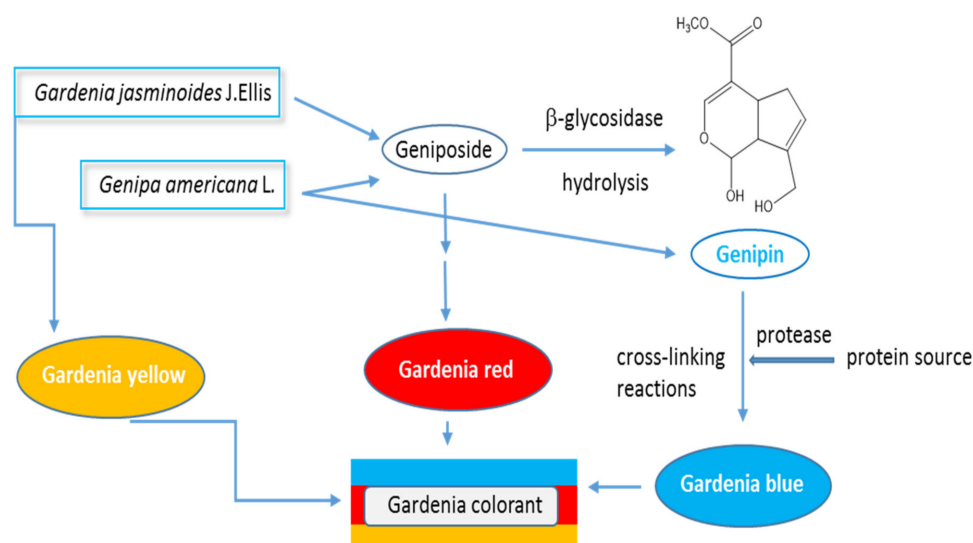 H₃CO
O
Gardenia jasminoides J.Ellis
β-glycosidase
Geniposide
O
Genipa americana L.
hydrolysis
OH
HO
Genipin
protease
cross-linking
protein source
reactions
Gardenia yellow
Gardenia red
Gardenia blue
Gardenia colorant